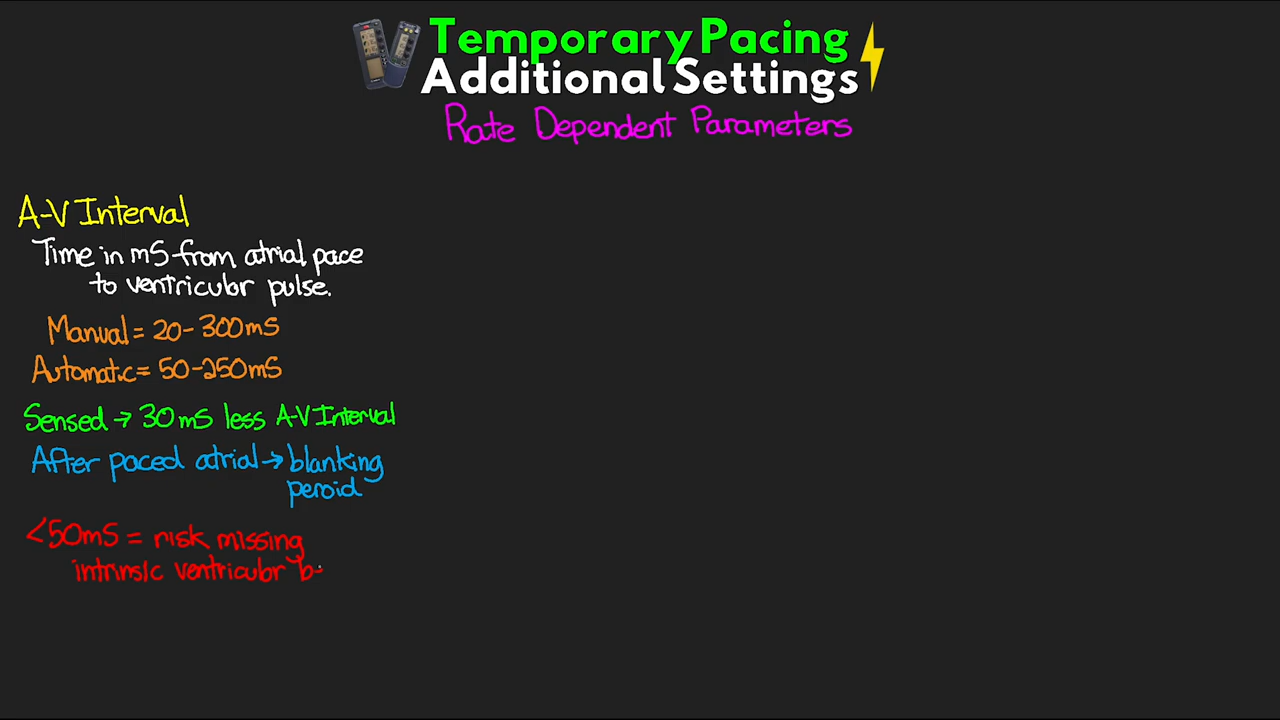 Temporary Pacing
Additional Settings
Rate Dependent Parameters
A-V Interval
Time in mS from atrial pace
to ventricular pulse.
Manual = 20-300mS
Automatic = 50-250mS
Sensed → 30mS less A-V Interval
After paced atrial → blanking
peroid
<50mS = risk missing
intrinsic ventricular b